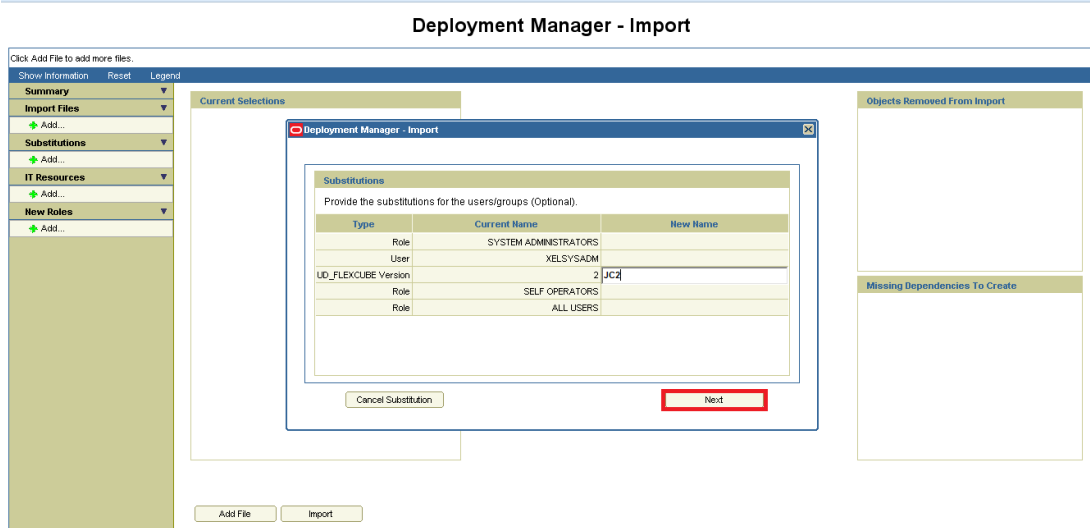 Deployment Manager - Import
Click Add File to add more files.
Show Information Reset Legend
Summary
Import Files
Add...
Substitutions
Add...
IT Resources
Add...
New Roles
Add...
Current Selections
Objects Removed From Import
Missing Dependencies To Create
Deployment Manager - Import
Substitutions
Provide the substitutions for the users/groups (Optional).
Type Current Name New Name
Role SYSTEM ADMINISTRATORS
User XELSYSADM
UD_FLEXCUBE Version 2 JC2
Role SELF OPERATORS
Role ALL USERS
Cancel Substitution Next
Add File Import